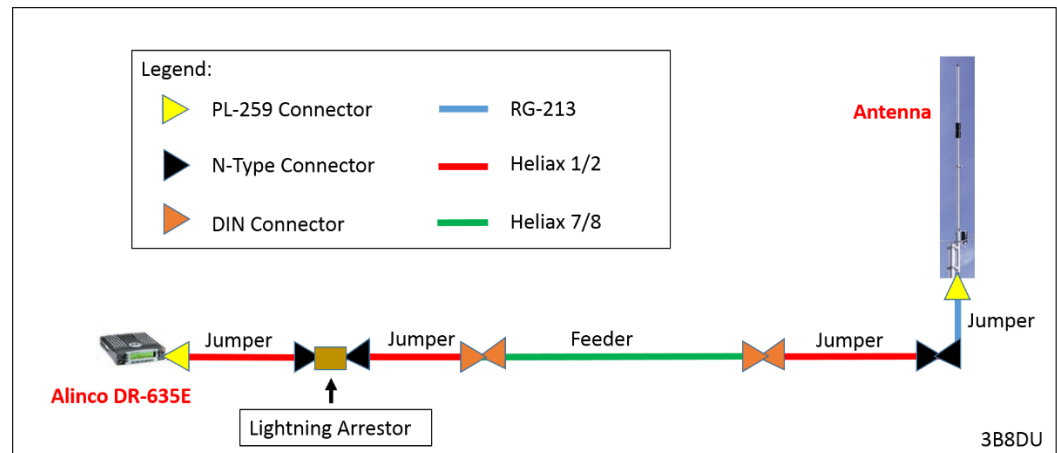 Legend:
PL-259 Connector
RG-213
N-Type Connector
Heliax 1/2
DIN Connector
Heliax 7/8
Antenna
Jumper
Jumper
Jumper
Feeder
Jumper
Alinco DR-635E
Lightning Arrestor
3B8DU